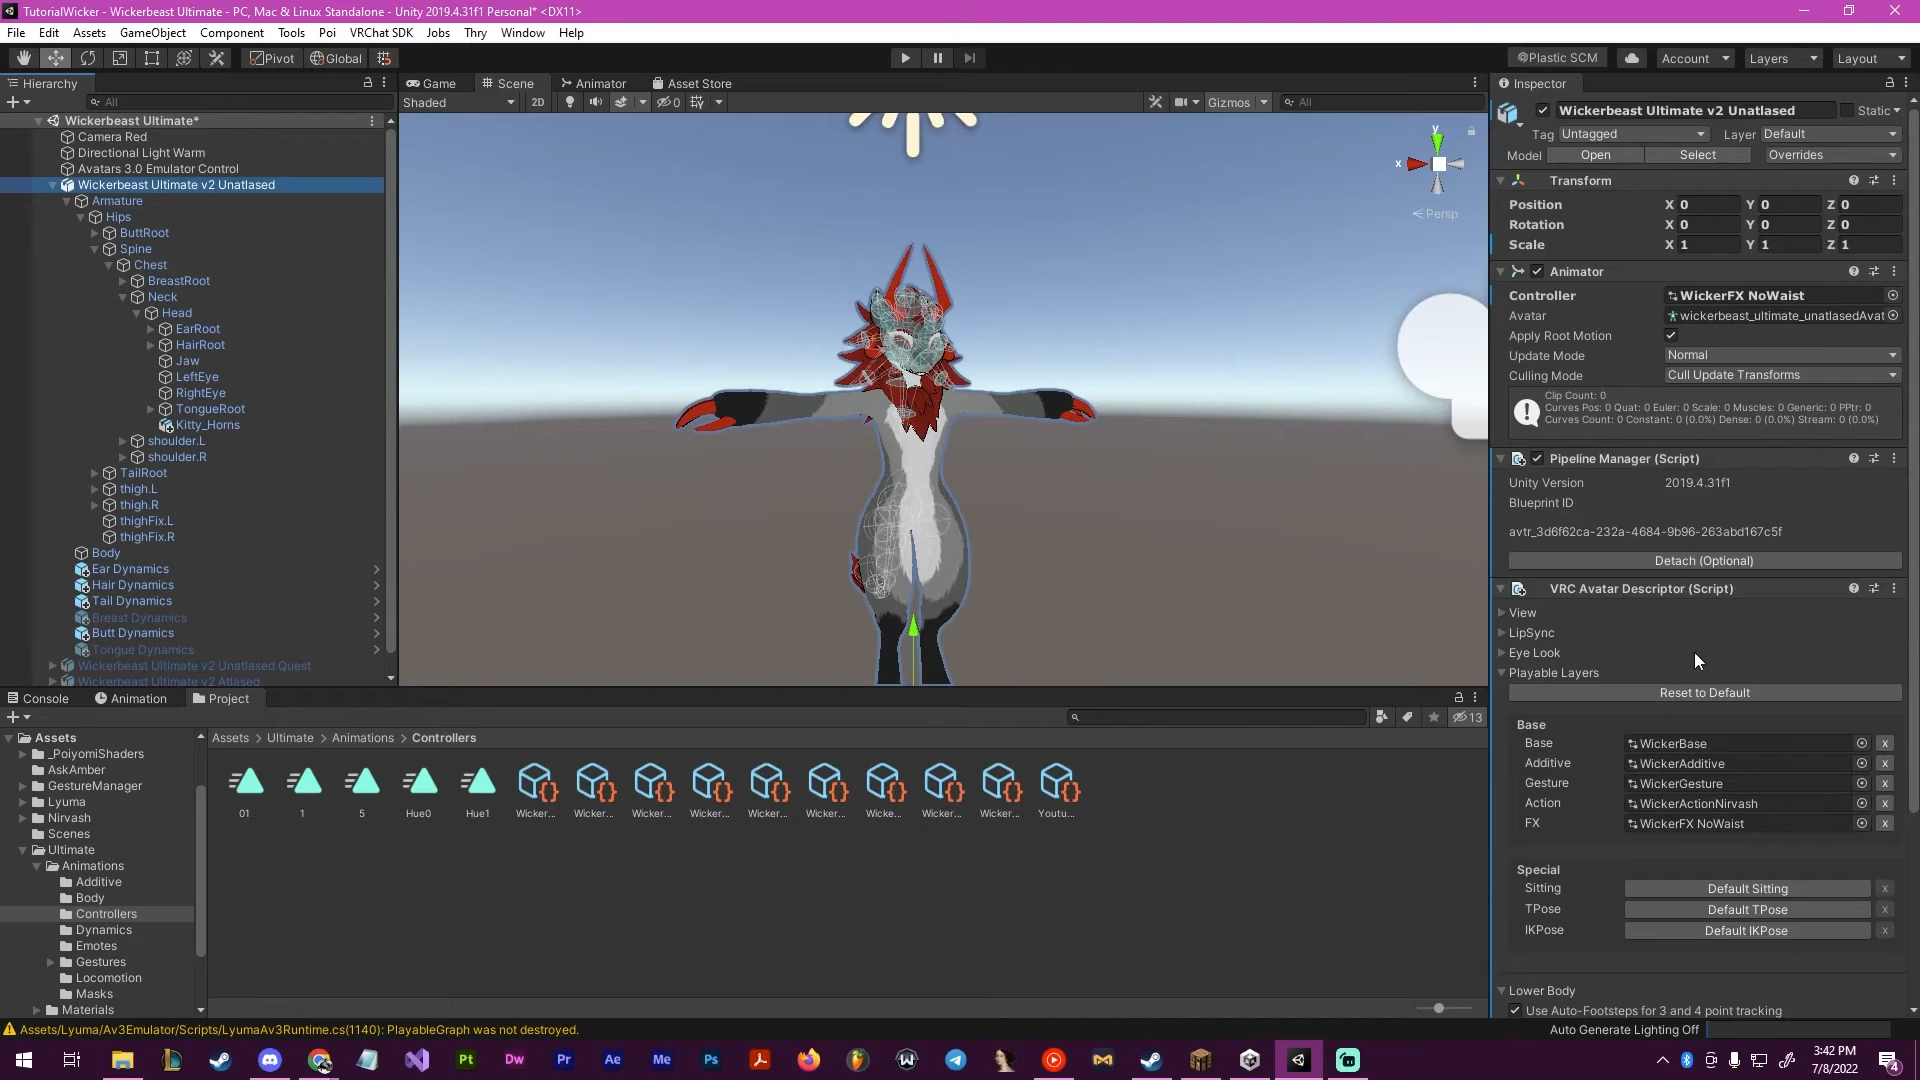 TutorialWicker - Wickerbeast Ultimate - PC, Mac & Linux Standalone - Unity 2019.4.31f1 Personal* <DX11>
File Edit Assets GameObject Component Tools Poi VRChat SDK Jobs Thry Window Help
Pivot Global Plastic SCM Account Layers Layout
Hierarchy Game Scene Animator Asset Store Inspector
All Shaded 2D 0 Gizmos All
Wickerbeast Ultimate*
Camera Red
Directional Light Warm
Avatars 3.0 Emulator Control
Wickerbeast Ultimate v2 Unatlased
Armature
Hips
ButtRoot
Spine
Chest
BreastRoot
Neck
Head
EarRoot
HairRoot
Jaw
LeftEye
RightEye
TongueRoot
Kitty_Horns
shoulder.L
shoulder.R
TailRoot
thigh.L
thigh.R
thighFix.L
thighFix.R
Body
Ear Dynamics
Hair Dynamics
Tail Dynamics
Breast Dynamics
Butt Dynamics
Tongue Dynamics
Wickerbeast Ultimate v2 Unatlased Quest
Wickerbeast Ultimate v2 Atlased
y
x
Persp
Wickerbeast Ultimate v2 Unatlased Static
Tag Untagged Layer Default
Model Open Select Overrides
Transform
Position X 0 Y 0 Z 0
Rotation X 0 Y 0 Z 0
Scale X 1 Y 1 Z 1
Animator
Controller WickerFX NoWaist
Avatar wickerbeast_ultimate_unatlasedAvat
Apply Root Motion
Update Mode Normal
Culling Mode Cull Update Transforms
Clip Count: 0
Curves Pos: 0 Quat: 0 Euler: 0 Scale: 0 Muscles: 0 Generic: 0 PPtr: 0
Curves Count: 0 Constant: 0 (0.0%) Dense: 0 (0.0%) Stream: 0 (0.0%)
Pipeline Manager (Script)
Unity Version 2019.4.31f1
Blueprint ID
avtr_3d6f62ca-232a-4684-9b96-263abd167c5f
Detach (Optional)
VRC Avatar Descriptor (Script)
View
LipSync
Eye Look
Playable Layers
Reset to Default
Base
Base WickerBase x
Additive WickerAdditive x
Gesture WickerGesture x
Action WickerActionNirvash x
FX WickerFX NoWaist x
Special
Sitting Default Sitting x
TPose Default TPose x
IKPose Default IKPose x
Lower Body
Use Auto-Footsteps for 3 and 4 point tracking
Console Animation Project
13
Assets
_PoiyomiShaders
AskAmber
GestureManager
Lyuma
Nirvash
Scenes
Ultimate
Animations
Additive
Body
Controllers
Dynamics
Emotes
Gestures
Locomotion
Masks
Materials
Assets > Ultimate > Animations > Controllers
01 1 5 Hue0 Hue1 Wicker... Wicker... Wicker... Wicker... Wicker... Wicker... Wicke... Wicker... Wicker... Youtu...
Assets/Lyuma/Av3Emulator/Scripts/LyumaAv3Runtime.cs(1140): PlayableGraph was not destroyed.
Auto Generate Lighting Off
Pt Dw Pr Ae Me Ps
3:42 PM
7/8/2022
4